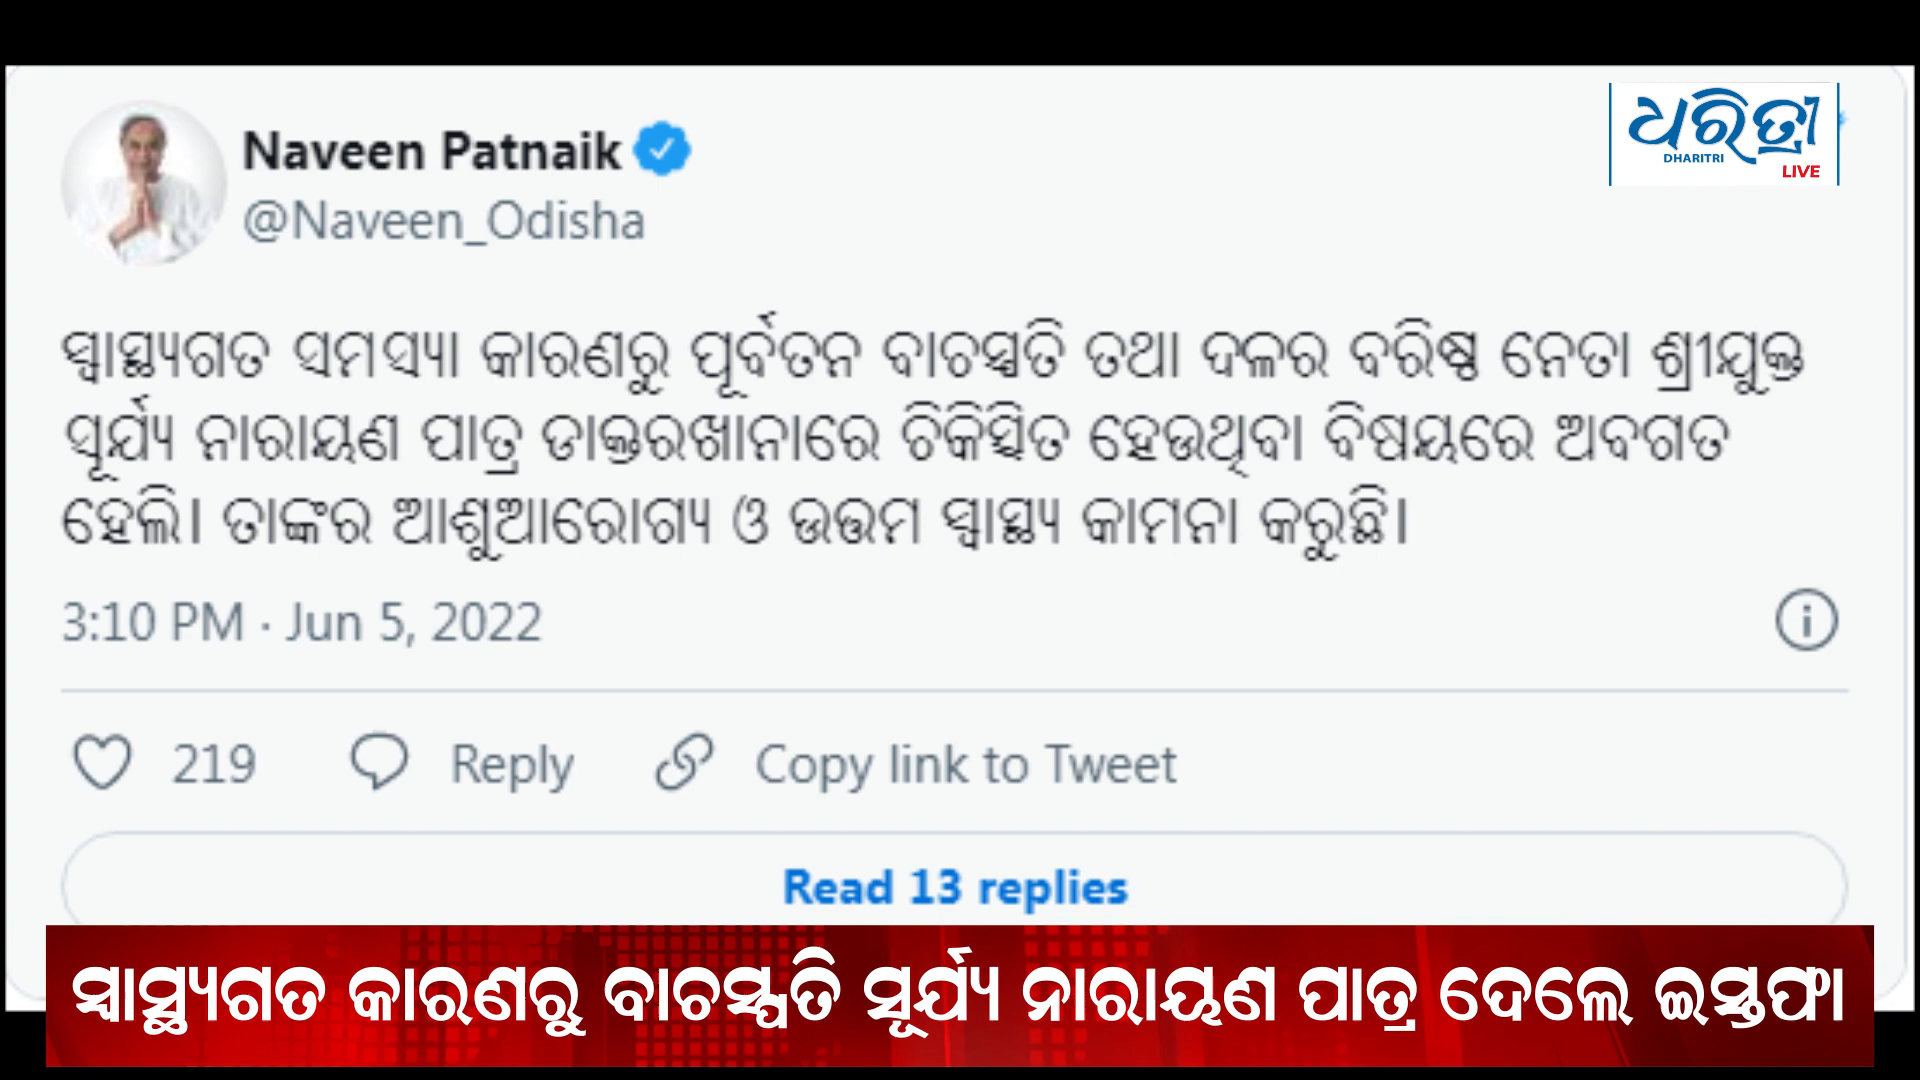 Naveen Patnaik
@Naveen_Odisha
ଧରିତ୍ରୀ
DHARITRI
LIVE
ସ୍ୱାସ୍ଥ୍ୟଗତ ସମସ୍ୟା କାରଣରୁ ପୂର୍ବତନ ବାଚସ୍ପତି ତଥା ଦଳର ବରିଷ୍ଠ ନେତା ଶ୍ରୀଯୁକ୍ତ
ସୂର୍ଯ୍ୟ ନାରାୟଣ ପାତ୍ର ଡାକ୍ତରଖାନାରେ ଚିକିତ୍ସିତ ହେଉଥିବା ବିଷୟରେ ଅବଗତ
ହେଲି। ତାଙ୍କର ଆଶୁଆରୋଗ୍ୟ ଓ ଉତ୍ତମ ସ୍ୱାସ୍ଥ୍ୟ କାମନା କରୁଛି।
3:10 PM · Jun 5, 2022
219 Reply Copy link to Tweet
Read 13 replies
ସ୍ୱାସ୍ଥ୍ୟଗତ କାରଣରୁ ବାଚସ୍ପତି ସୂର୍ଯ୍ୟ ନାରାୟଣ ପାତ୍ର ଦେଲେ ଇସ୍ତଫା